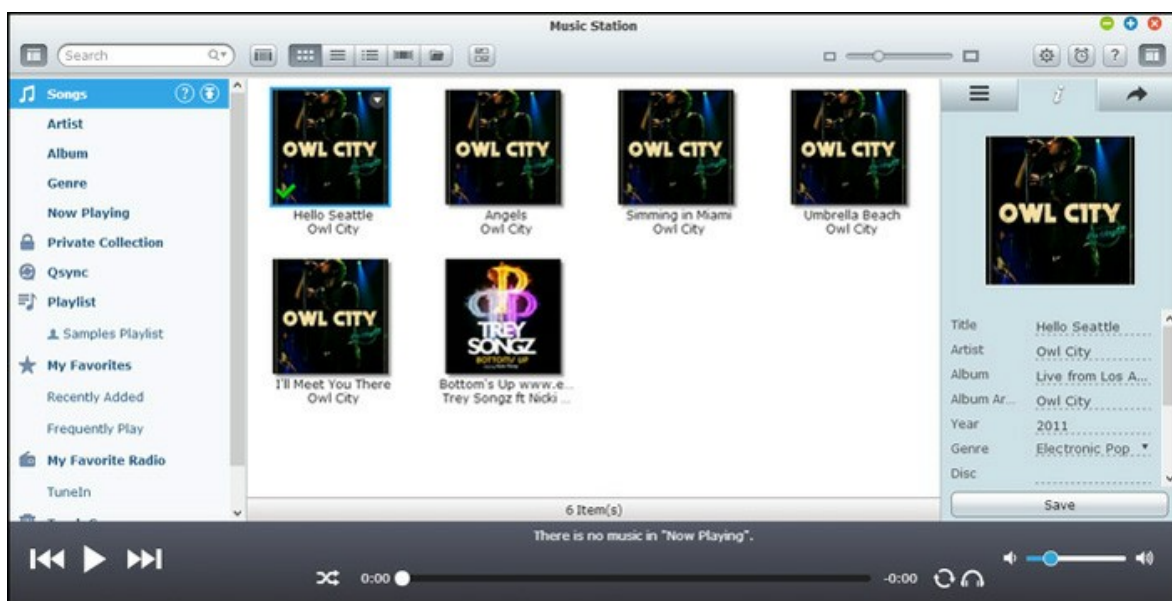 Music Station
Search
?
Songs
?
Artist
Album
Genre
Now Playing
Private Collection
Qsync
Playlist
Samples Playlist
My Favorites
Recently Added
Frequently Play
My Favorite Radio
TuneIn
OWL CITY
Hello Seattle
Owl City
OWL CITY
Angels
Owl City
OWL CITY
Simming in Miami
Owl City
OWL CITY
Umbrella Beach
Owl City
OWL CITY
I'll Meet You There
Owl City
TREY
SONGZ
BOTTOMS UP
Bottom's Up www.e...
Trey Songz ft Nicki ...
6 Item(s)
i
OWL CITY
Title Hello Seattle
Artist Owl City
Album Live from Los A...
Album Ar... Owl City
Year 2011
Genre Electronic Pop
Disc
Save
There is no music in "Now Playing".
0:00 -0:00